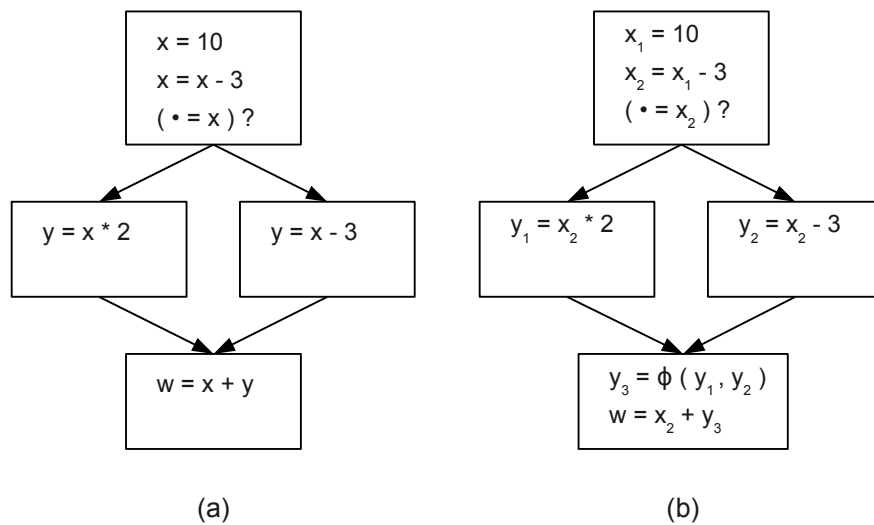 x = 10
x = x - 3
( • = x ) ?
y = x * 2
y = x - 3
w = x + y
(a)
x₁ = 10
x₂ = x₁ - 3
( • = x₂ ) ?
y₁ = x₂ * 2
y₂ = x₂ - 3
y₃ = ϕ ( y₁ , y₂ )
w = x₂ + y₃
(b)